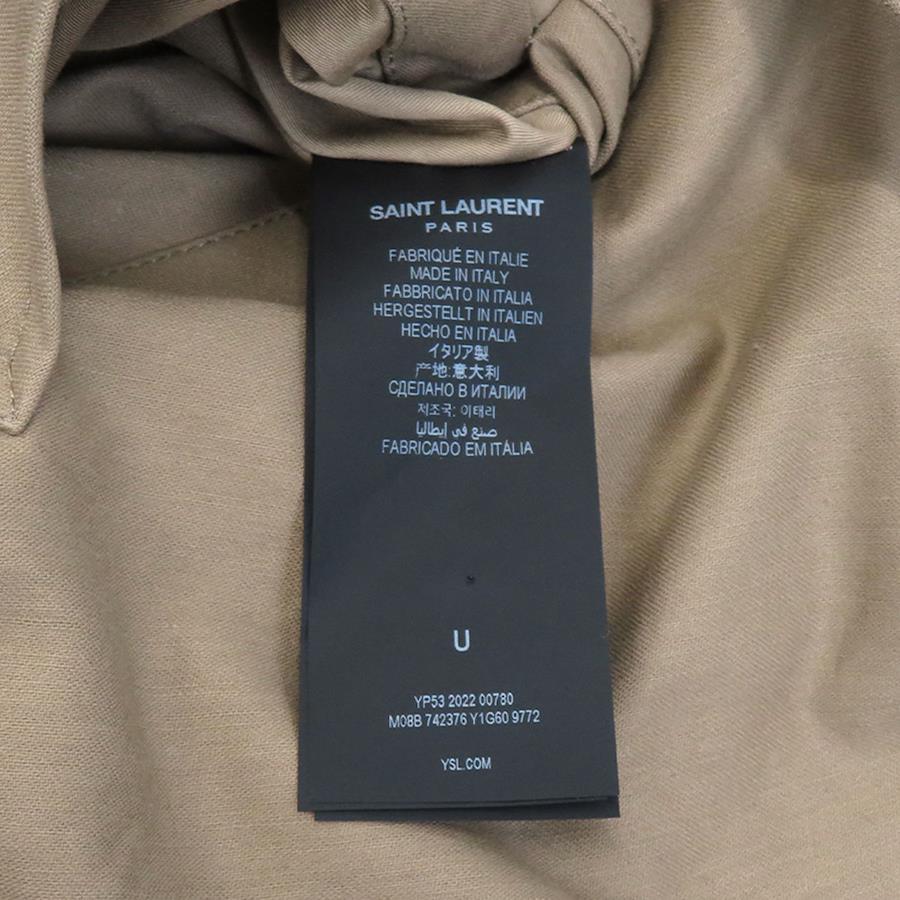 SAINT LAURENT
PARIS
FABRIQUÉ EN ITALIE
MADE IN ITALY
FABBRICATO IN ITALIA
HERGESTELLT IN ITALIEN
HECHO EN ITALIA
イタリア製
产地:意大利
СДЕЛАНО В ИТАЛИИ
제조국: 이태리
صنع في إيطاليا
FABRICADO EM ITÁLIA
U
YP53 2022 00780
M08B 742376 Y1G60 9772
YSL.COM